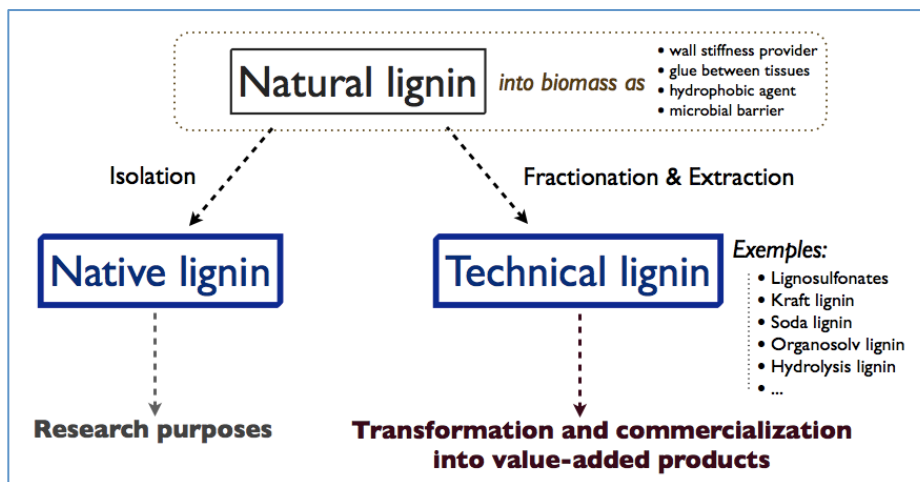 Natural lignin
into biomass as
• wall stiffness provider
• glue between tissues
• hydrophobic agent
• microbial barrier
Isolation
Fractionation & Extraction
Native lignin
Technical lignin
Exemples:
• Lignosulfonates
• Kraft lignin
• Soda lignin
• Organosolv lignin
• Hydrolysis lignin
• ...
Research purposes
Transformation and commercialization
into value-added products